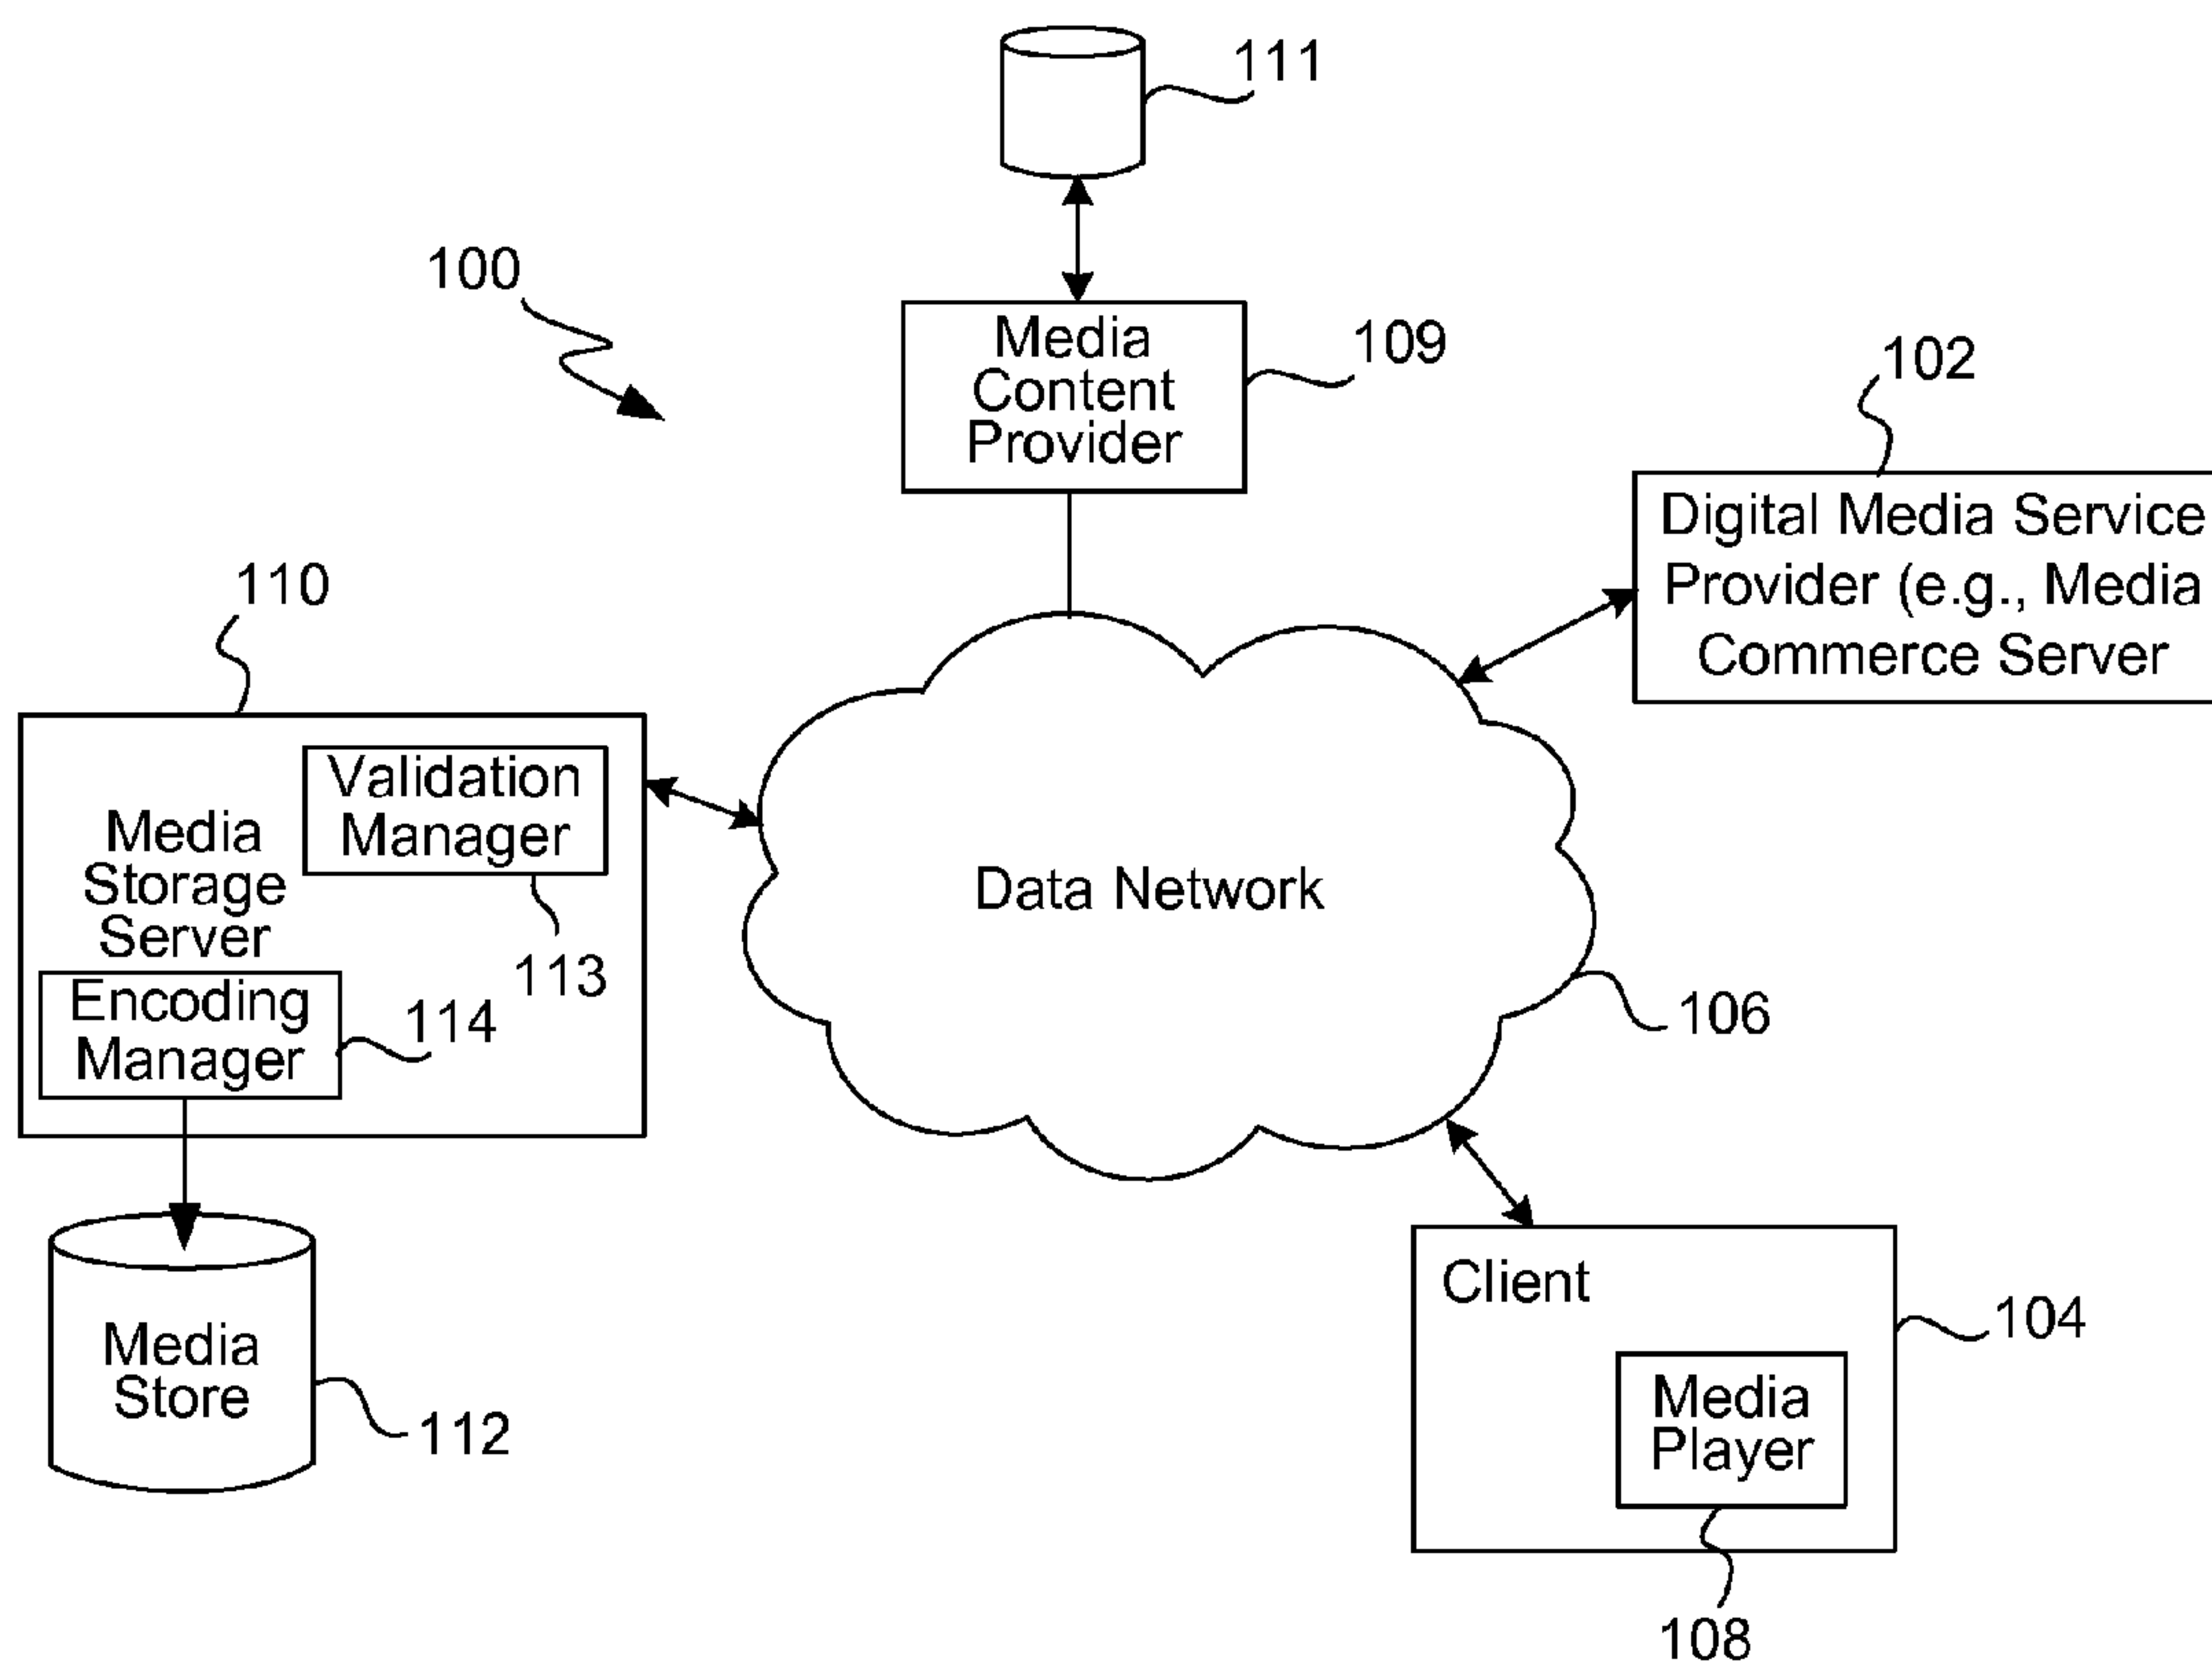 111
100
Media
Content
Provider
109
102
Digital Media Service
Provider (e.g., Media
Commerce Server
110
Validation
Manager
Media
Storage
Server
113
Encoding
Manager
114
Data Network
106
Media
Store
112
Client
104
Media
Player
108